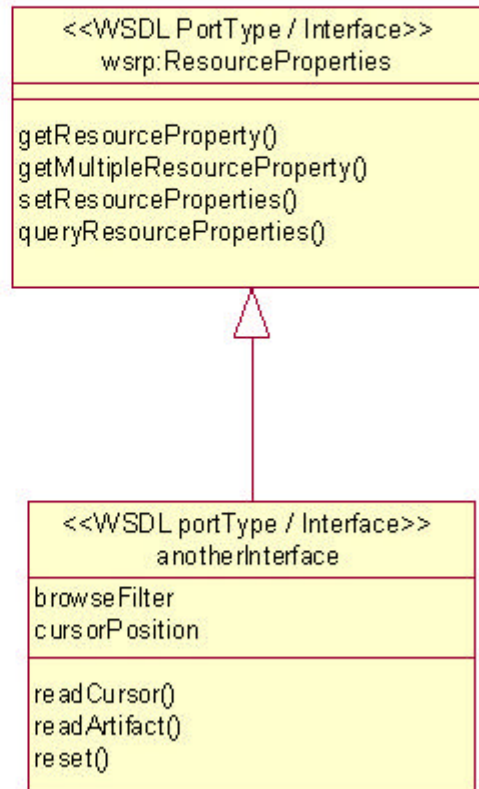 <<WSDL PortType / Interface>>
wsrp:ResourceProperties
getResourceProperty()
getMultipleResourceProperty()
setResourceProperties()
queryResourceProperties()
<<WSDL portType / Interface>>
anotherInterface
browseFilter
cursorPosition
readCursor()
readArtifact()
reset()